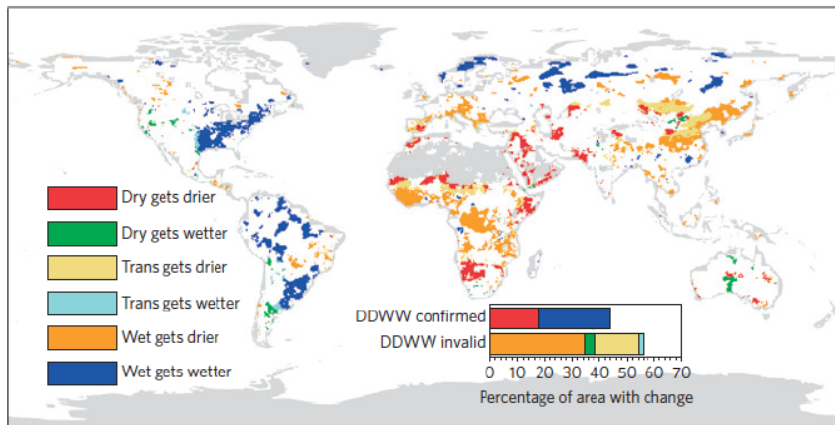 Dry gets drier
Dry gets wetter
Trans gets drier
Trans gets wetter
Wet gets drier
Wet gets wetter
DDWW confirmed
DDWW invalid
0 10 20 30 40 50 60 70
Percentage of area with change